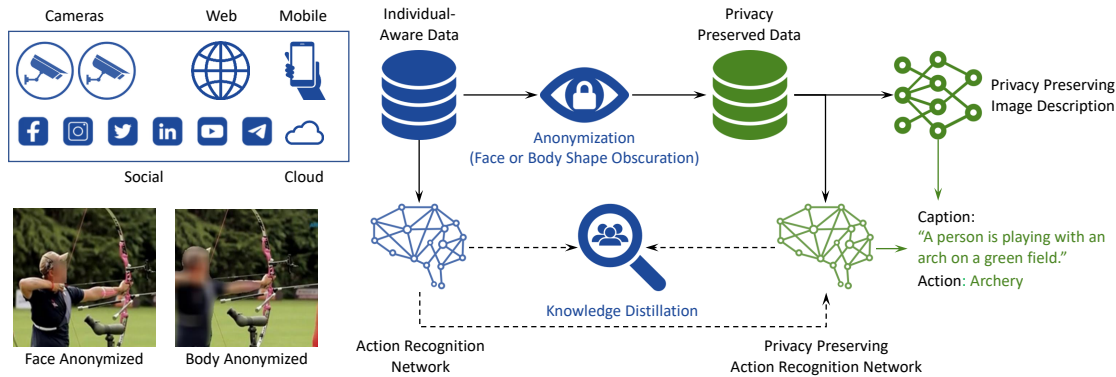 Cameras
Web
Mobile
Social
Cloud
Face Anonymized
Body Anonymized
Individual-
Aware Data
Anonymization
(Face or Body Shape Obscuration)
Privacy
Preserved Data
Privacy Preserving
Image Description
Knowledge Distillation
Action Recognition
Network
Privacy Preserving
Action Recognition Network
Caption:
“A person is playing with an
arch on a green field.”
Action: Archery